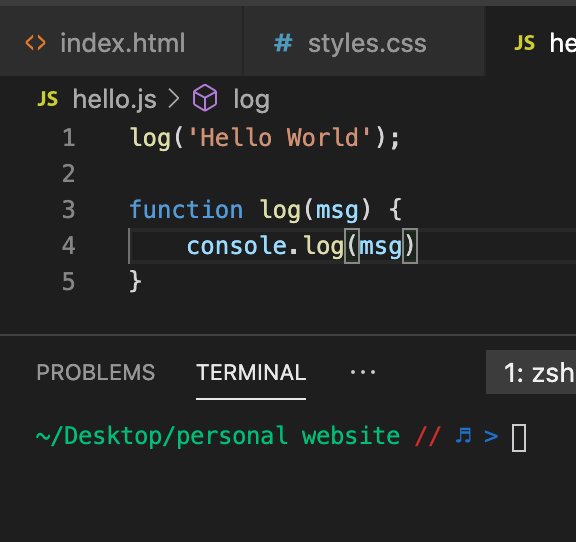 <> index.html # styles.css JS he
JS hello.js > log
1 log('Hello World');
2
3 function log(msg) {
4     console.log(msg)
5 }
PROBLEMS TERMINAL ··· 1: zsh
~/Desktop/personal website // ♬ >